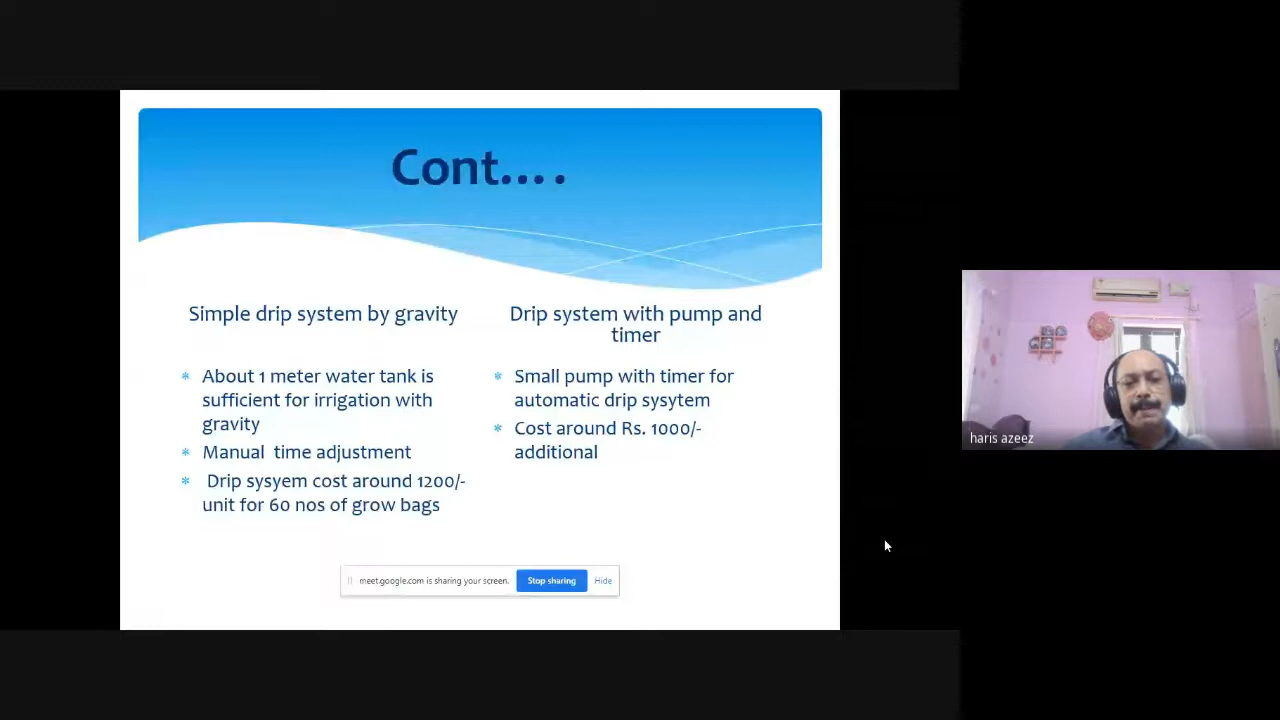 Cont....
Simple drip system by gravity
* About 1 meter water tank is
sufficient for irrigation with
gravity
* Manual time adjustment
* Drip sysyem cost around 1200/-
unit for 60 nos of grow bags
Drip system with pump and
timer
* Small pump with timer for
automatic drip sysytem
* Cost around Rs. 1000/-
additional
meet.google.com is sharing your screen. Stop sharing Hide
haris azeez